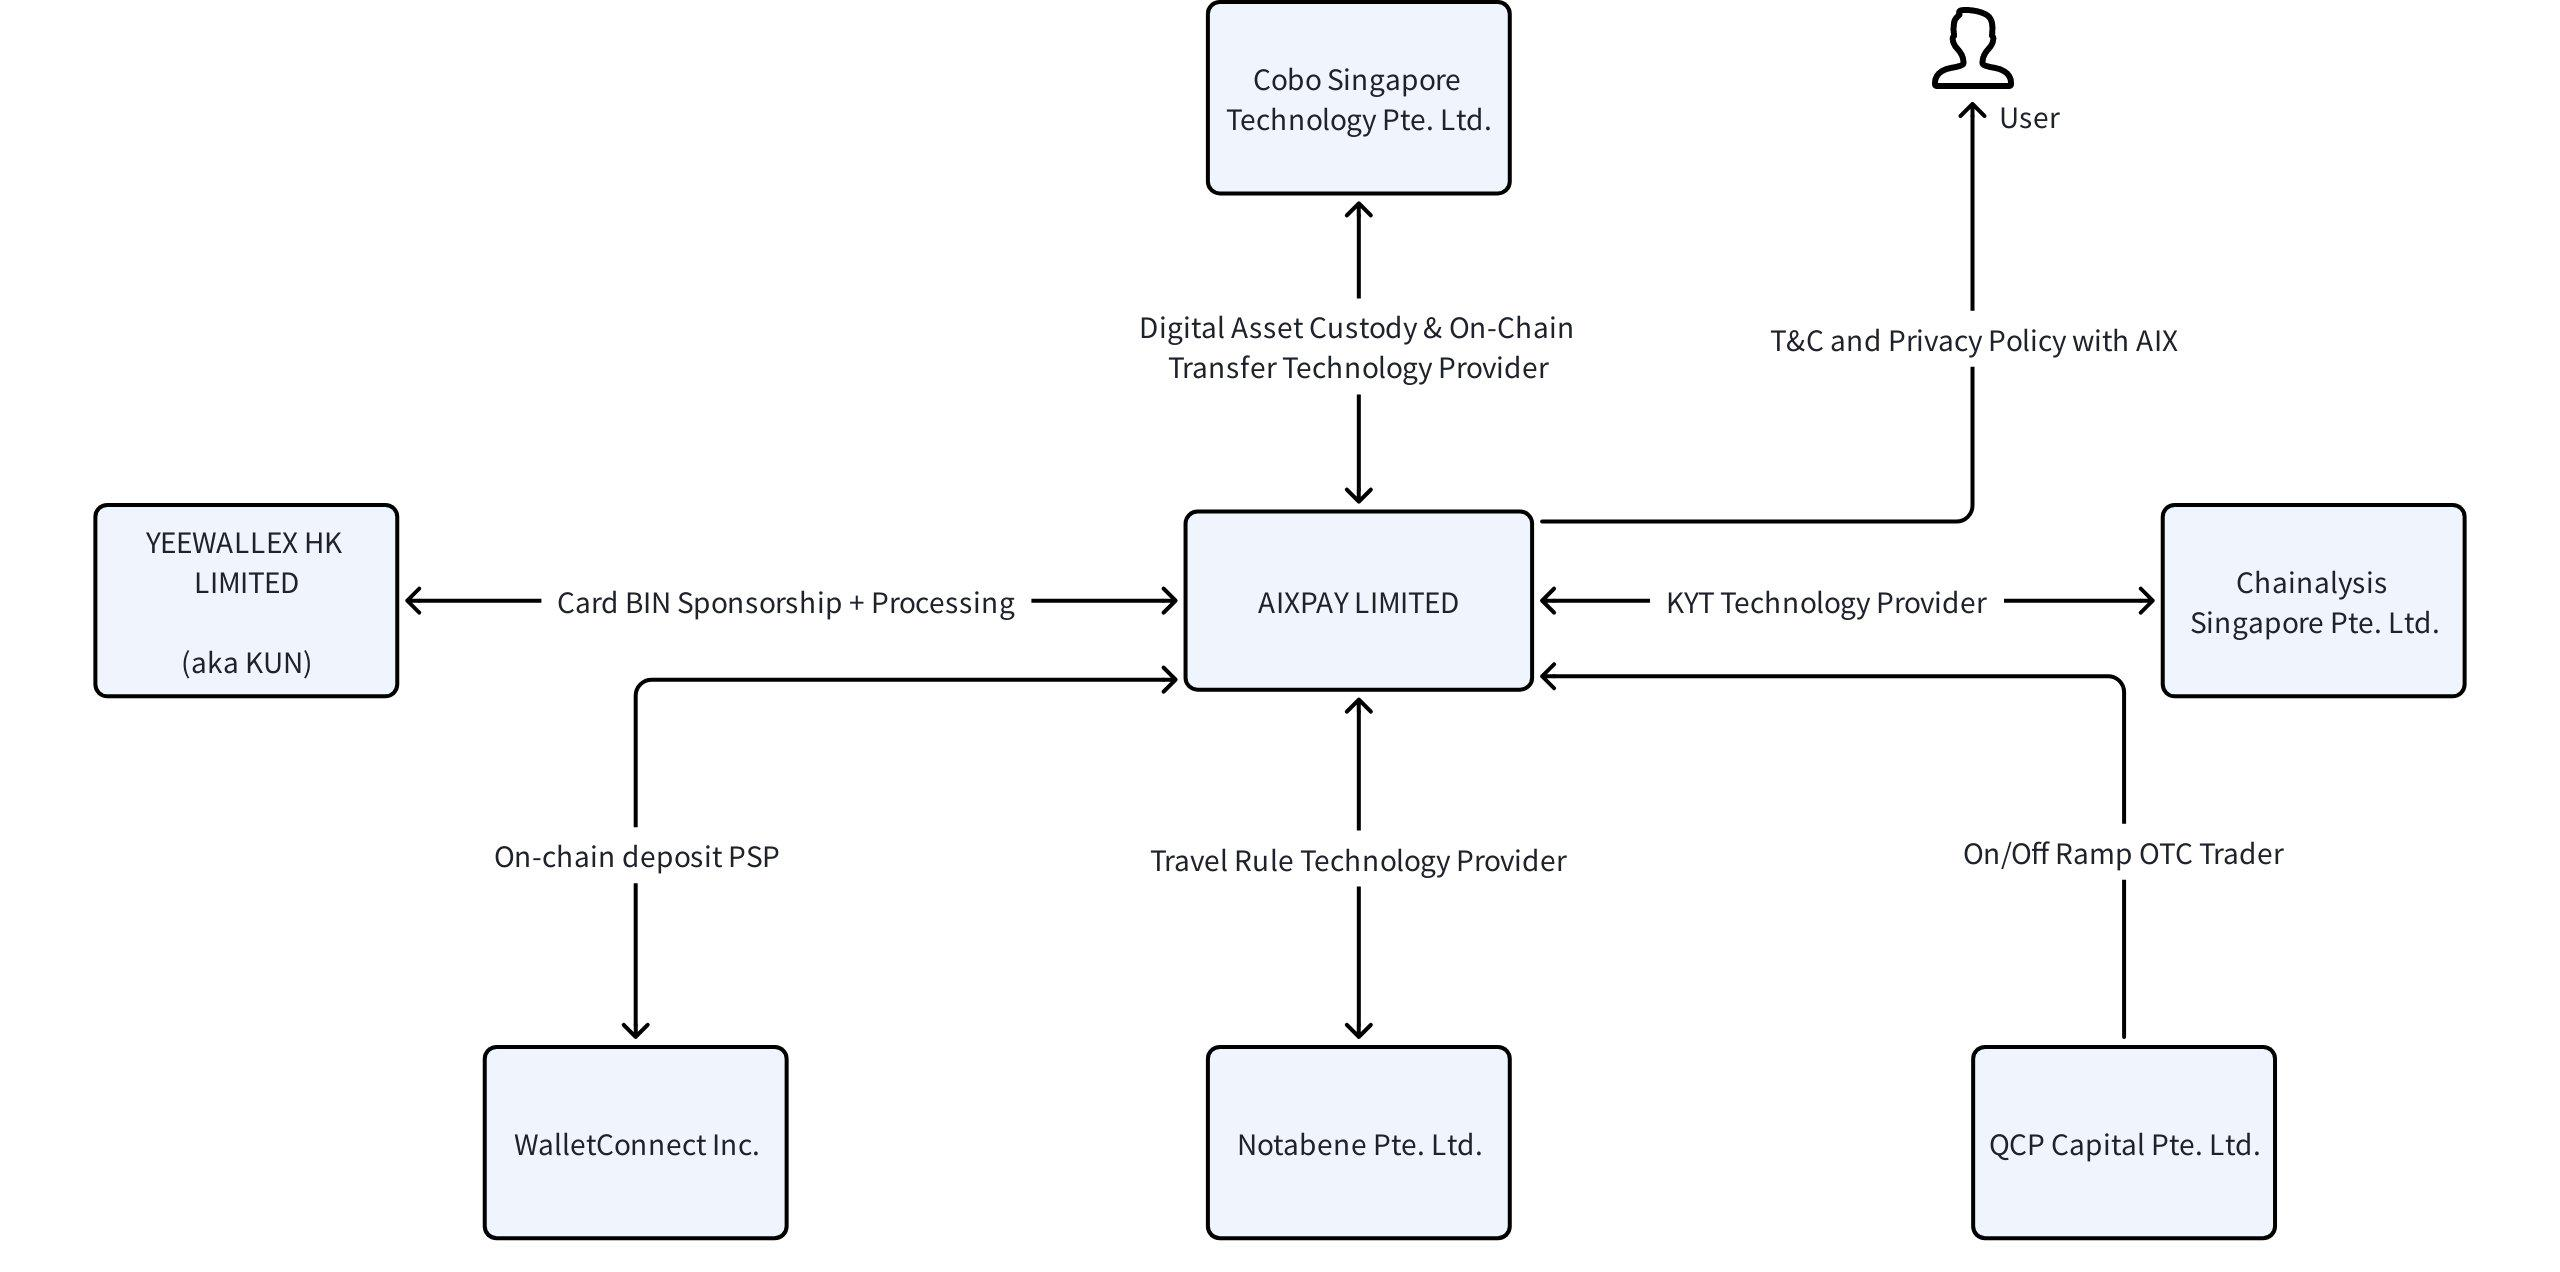 Cobo Singapore
Technology Pte. Ltd.
User
Digital Asset Custody & On-Chain
Transfer Technology Provider
T&C and Privacy Policy with AIX
YEEWALLEX HK
LIMITED
(aka KUN)
Card BIN Sponsorship + Processing
AIXPAY LIMITED
KYT Technology Provider
Chainalysis
Singapore Pte. Ltd.
On-chain deposit PSP
Travel Rule Technology Provider
On/Off Ramp OTC Trader
WalletConnect Inc.
Notabene Pte. Ltd.
QCP Capital Pte. Ltd.